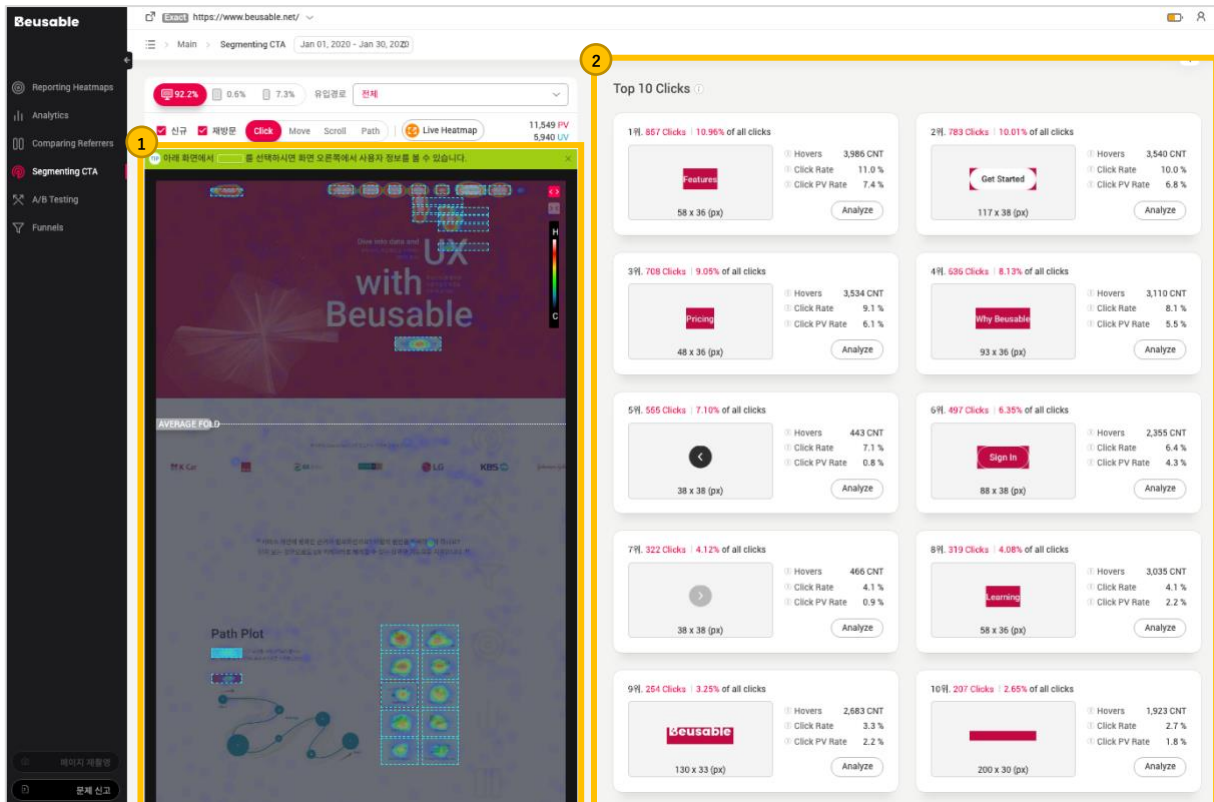 Beusable
Exact https://www.beusable.net/
Main > Segmenting CTA Jan 01, 2020 - Jan 30, 2020
Reporting Heatmaps
Analytics
Comparing Referrers
Segmenting CTA
A/B Testing
Funnels
페이지 재촬영
문제 신고
92.2% 0.6% 7.3% 유입경로 전체
신규 재방문 Click Move Scroll Path Live Heatmap
11,549 PV
5,940 UV
1
TIP 아래 화면에서 를 선택하시면 화면 오른쪽에서 사용자 정보를 볼 수 있습니다.
H
C
Dive into data and
UX
with
Beusable
AVERAGE FOLD
K Car
LG
KBS
Path Plot
2
Top 10 Clicks
1위. 857 Clicks | 10.96% of all clicks
Features
58 x 36 (px)
Hovers 3,986 CNT
Click Rate 11.0 %
Click PV Rate 7.4 %
Analyze
2위. 783 Clicks | 10.01% of all clicks
Get Started
117 x 38 (px)
Hovers 3,540 CNT
Click Rate 10.0 %
Click PV Rate 6.8 %
Analyze
3위. 708 Clicks | 9.05% of all clicks
Pricing
48 x 36 (px)
Hovers 3,534 CNT
Click Rate 9.1 %
Click PV Rate 6.1 %
Analyze
4위. 636 Clicks | 8.13% of all clicks
Why Beusable
93 x 36 (px)
Hovers 3,110 CNT
Click Rate 8.1 %
Click PV Rate 5.5 %
Analyze
5위. 555 Clicks | 7.10% of all clicks
38 x 38 (px)
Hovers 443 CNT
Click Rate 7.1 %
Click PV Rate 0.8 %
Analyze
6위. 497 Clicks | 6.35% of all clicks
Sign In
88 x 38 (px)
Hovers 2,355 CNT
Click Rate 6.4 %
Click PV Rate 4.3 %
Analyze
7위. 322 Clicks | 4.12% of all clicks
38 x 38 (px)
Hovers 466 CNT
Click Rate 4.1 %
Click PV Rate 0.9 %
Analyze
8위. 319 Clicks | 4.08% of all clicks
Learning
58 x 36 (px)
Hovers 3,035 CNT
Click Rate 4.1 %
Click PV Rate 2.2 %
Analyze
9위. 254 Clicks | 3.25% of all clicks
Beusable
130 x 33 (px)
Hovers 2,683 CNT
Click Rate 3.3 %
Click PV Rate 2.2 %
Analyze
10위. 207 Clicks | 2.65% of all clicks
200 x 30 (px)
Hovers 1,923 CNT
Click Rate 2.7 %
Click PV Rate 1.8 %
Analyze